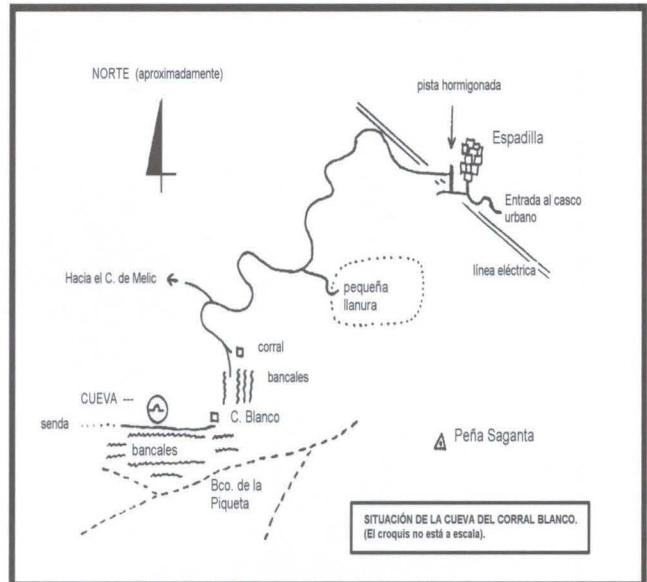 NORTE (aproximadamente)
pista hormigonada
Espadilla
Entrada al casco
urbano
línea eléctrica
Hacia el C. de Melic
pequeña
llanura
corral
bancales
CUEVA ---
C. Blanco
senda
bancales
Peña Saganta
Bco. de la
Piqueta
SITUACIÓN DE LA CUEVA DEL CORRAL BLANCO.
(El croquis no está a escala).